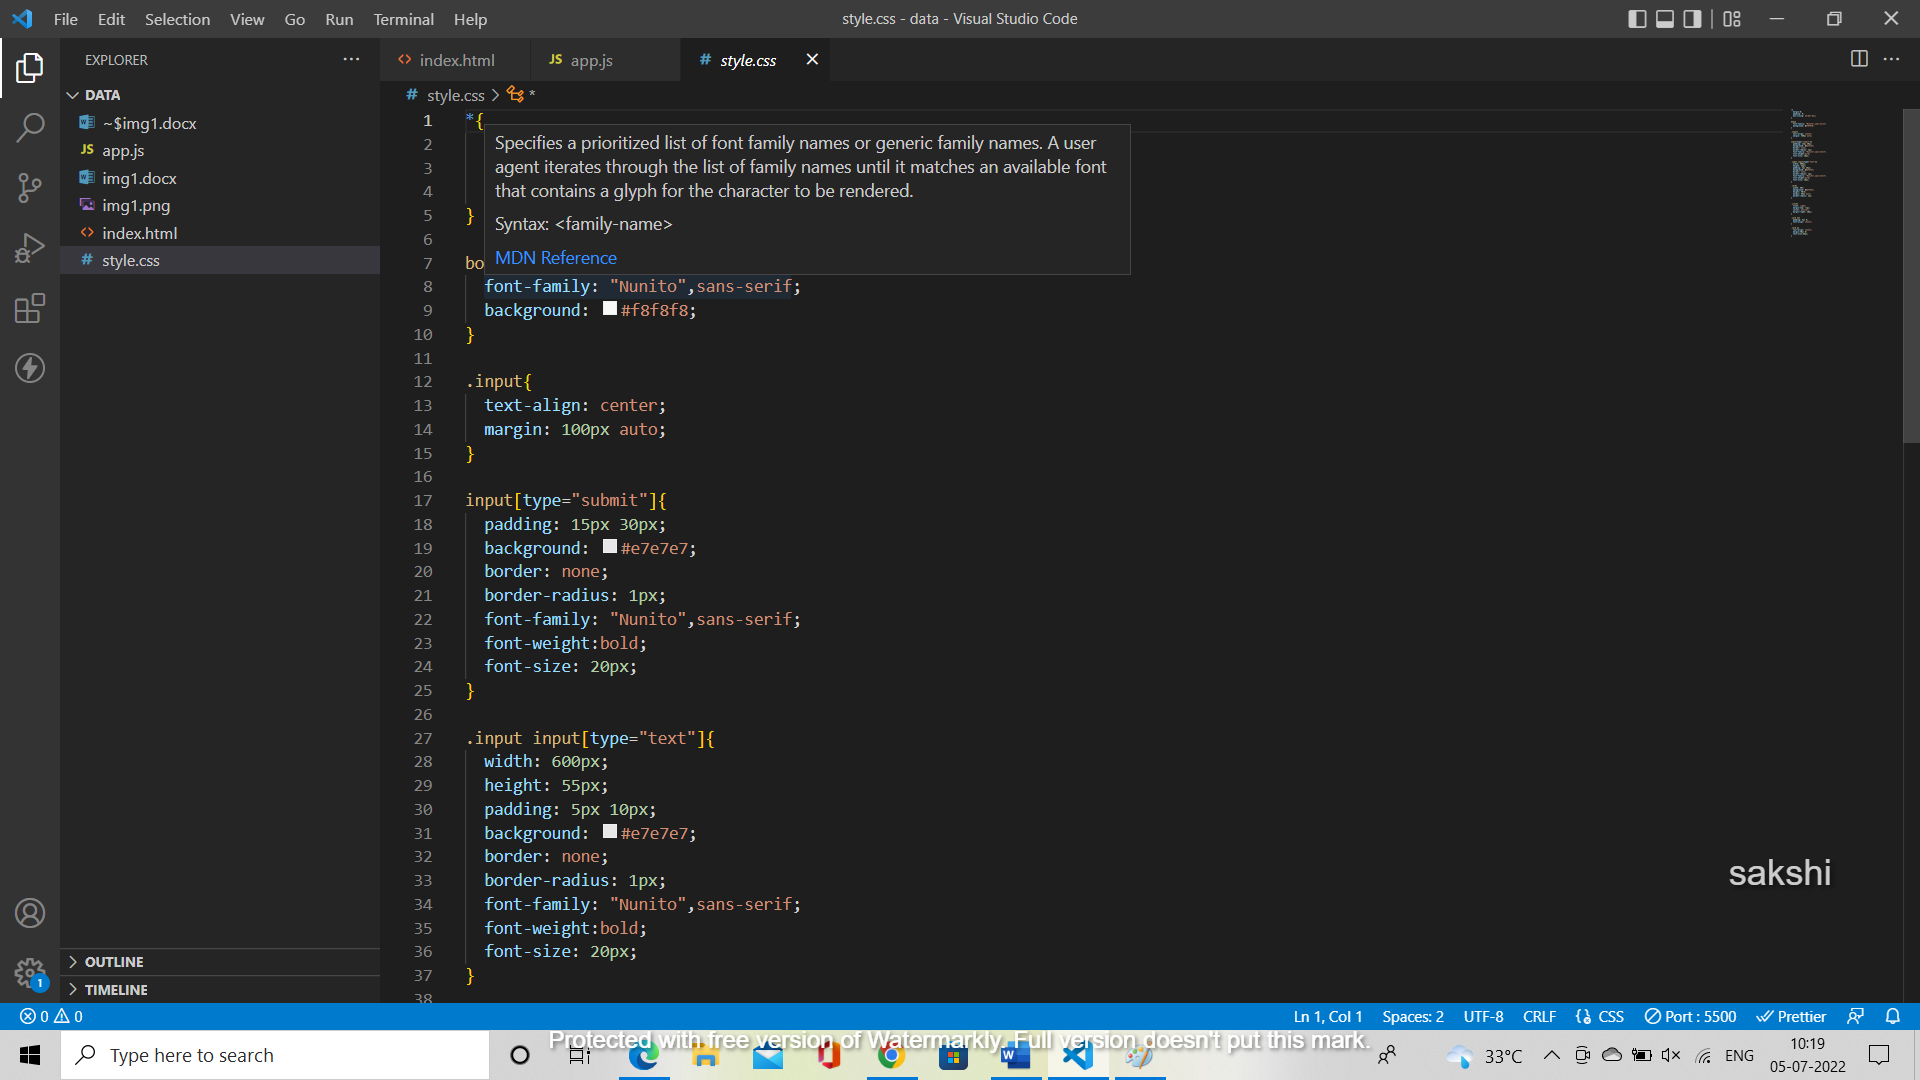 File Edit Selection View Go Run Terminal Help
style.css - data - Visual Studio Code
EXPLORER
DATA
~$img1.docx
JS app.js
img1.docx
img1.png
<> index.html
# style.css
OUTLINE
TIMELINE
<> index.html
JS app.js
# style.css
# style.css > *
1 *{
Specifies a prioritized list of font family names or generic family names. A user
agent iterates through the list of family names until it matches an available font
that contains a glyph for the character to be rendered.
Syntax: <family-name>
MDN Reference
2
3
4
5 }
6
7 bo
8 font-family: "Nunito",sans-serif;
9 background: #f8f8f8;
10 }
11
12 .input{
13 text-align: center;
14 margin: 100px auto;
15 }
16
17 input[type="submit"]{
18 padding: 15px 30px;
19 background: #e7e7e7;
20 border: none;
21 border-radius: 1px;
22 font-family: "Nunito",sans-serif;
23 font-weight:bold;
24 font-size: 20px;
25 }
26
27 .input input[type="text"]{
28 width: 600px;
29 height: 55px;
30 padding: 5px 10px;
31 background: #e7e7e7;
32 border: none;
33 border-radius: 1px;
34 font-family: "Nunito",sans-serif;
35 font-weight:bold;
36 font-size: 20px;
37 }
38
sakshi
1
0 0
Ln 1, Col 1 Spaces: 2 UTF-8 CRLF CSS Port : 5500 Prettier
Protected with free version of Watermarkly. Full version doesn't put this mark.
Type here to search
33°C
ENG
10:19
05-07-2022